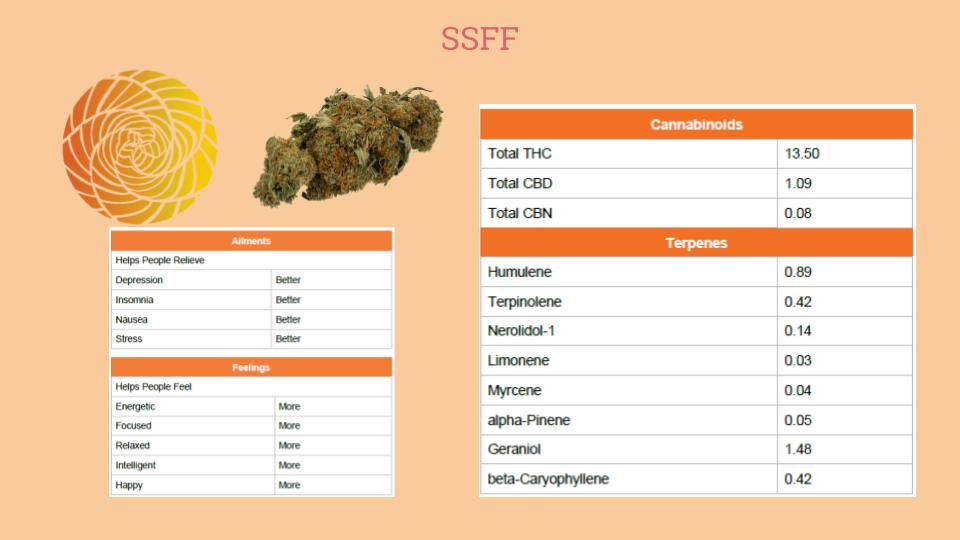 SSFF
Ailments
Helps People Relieve
Depression Better
Insomnia Better
Nausea Better
Stress Better
Feelings
Helps People Feel
Energetic More
Focused More
Relaxed More
Intelligent More
Happy More
Cannabinoids
Total THC 13.50
Total CBD 1.09
Total CBN 0.08
Terpenes
Humulene 0.89
Terpinolene 0.42
Nerolidol-1 0.14
Limonene 0.03
Myrcene 0.04
alpha-Pinene 0.05
Geraniol 1.48
beta-Caryophyllene 0.42